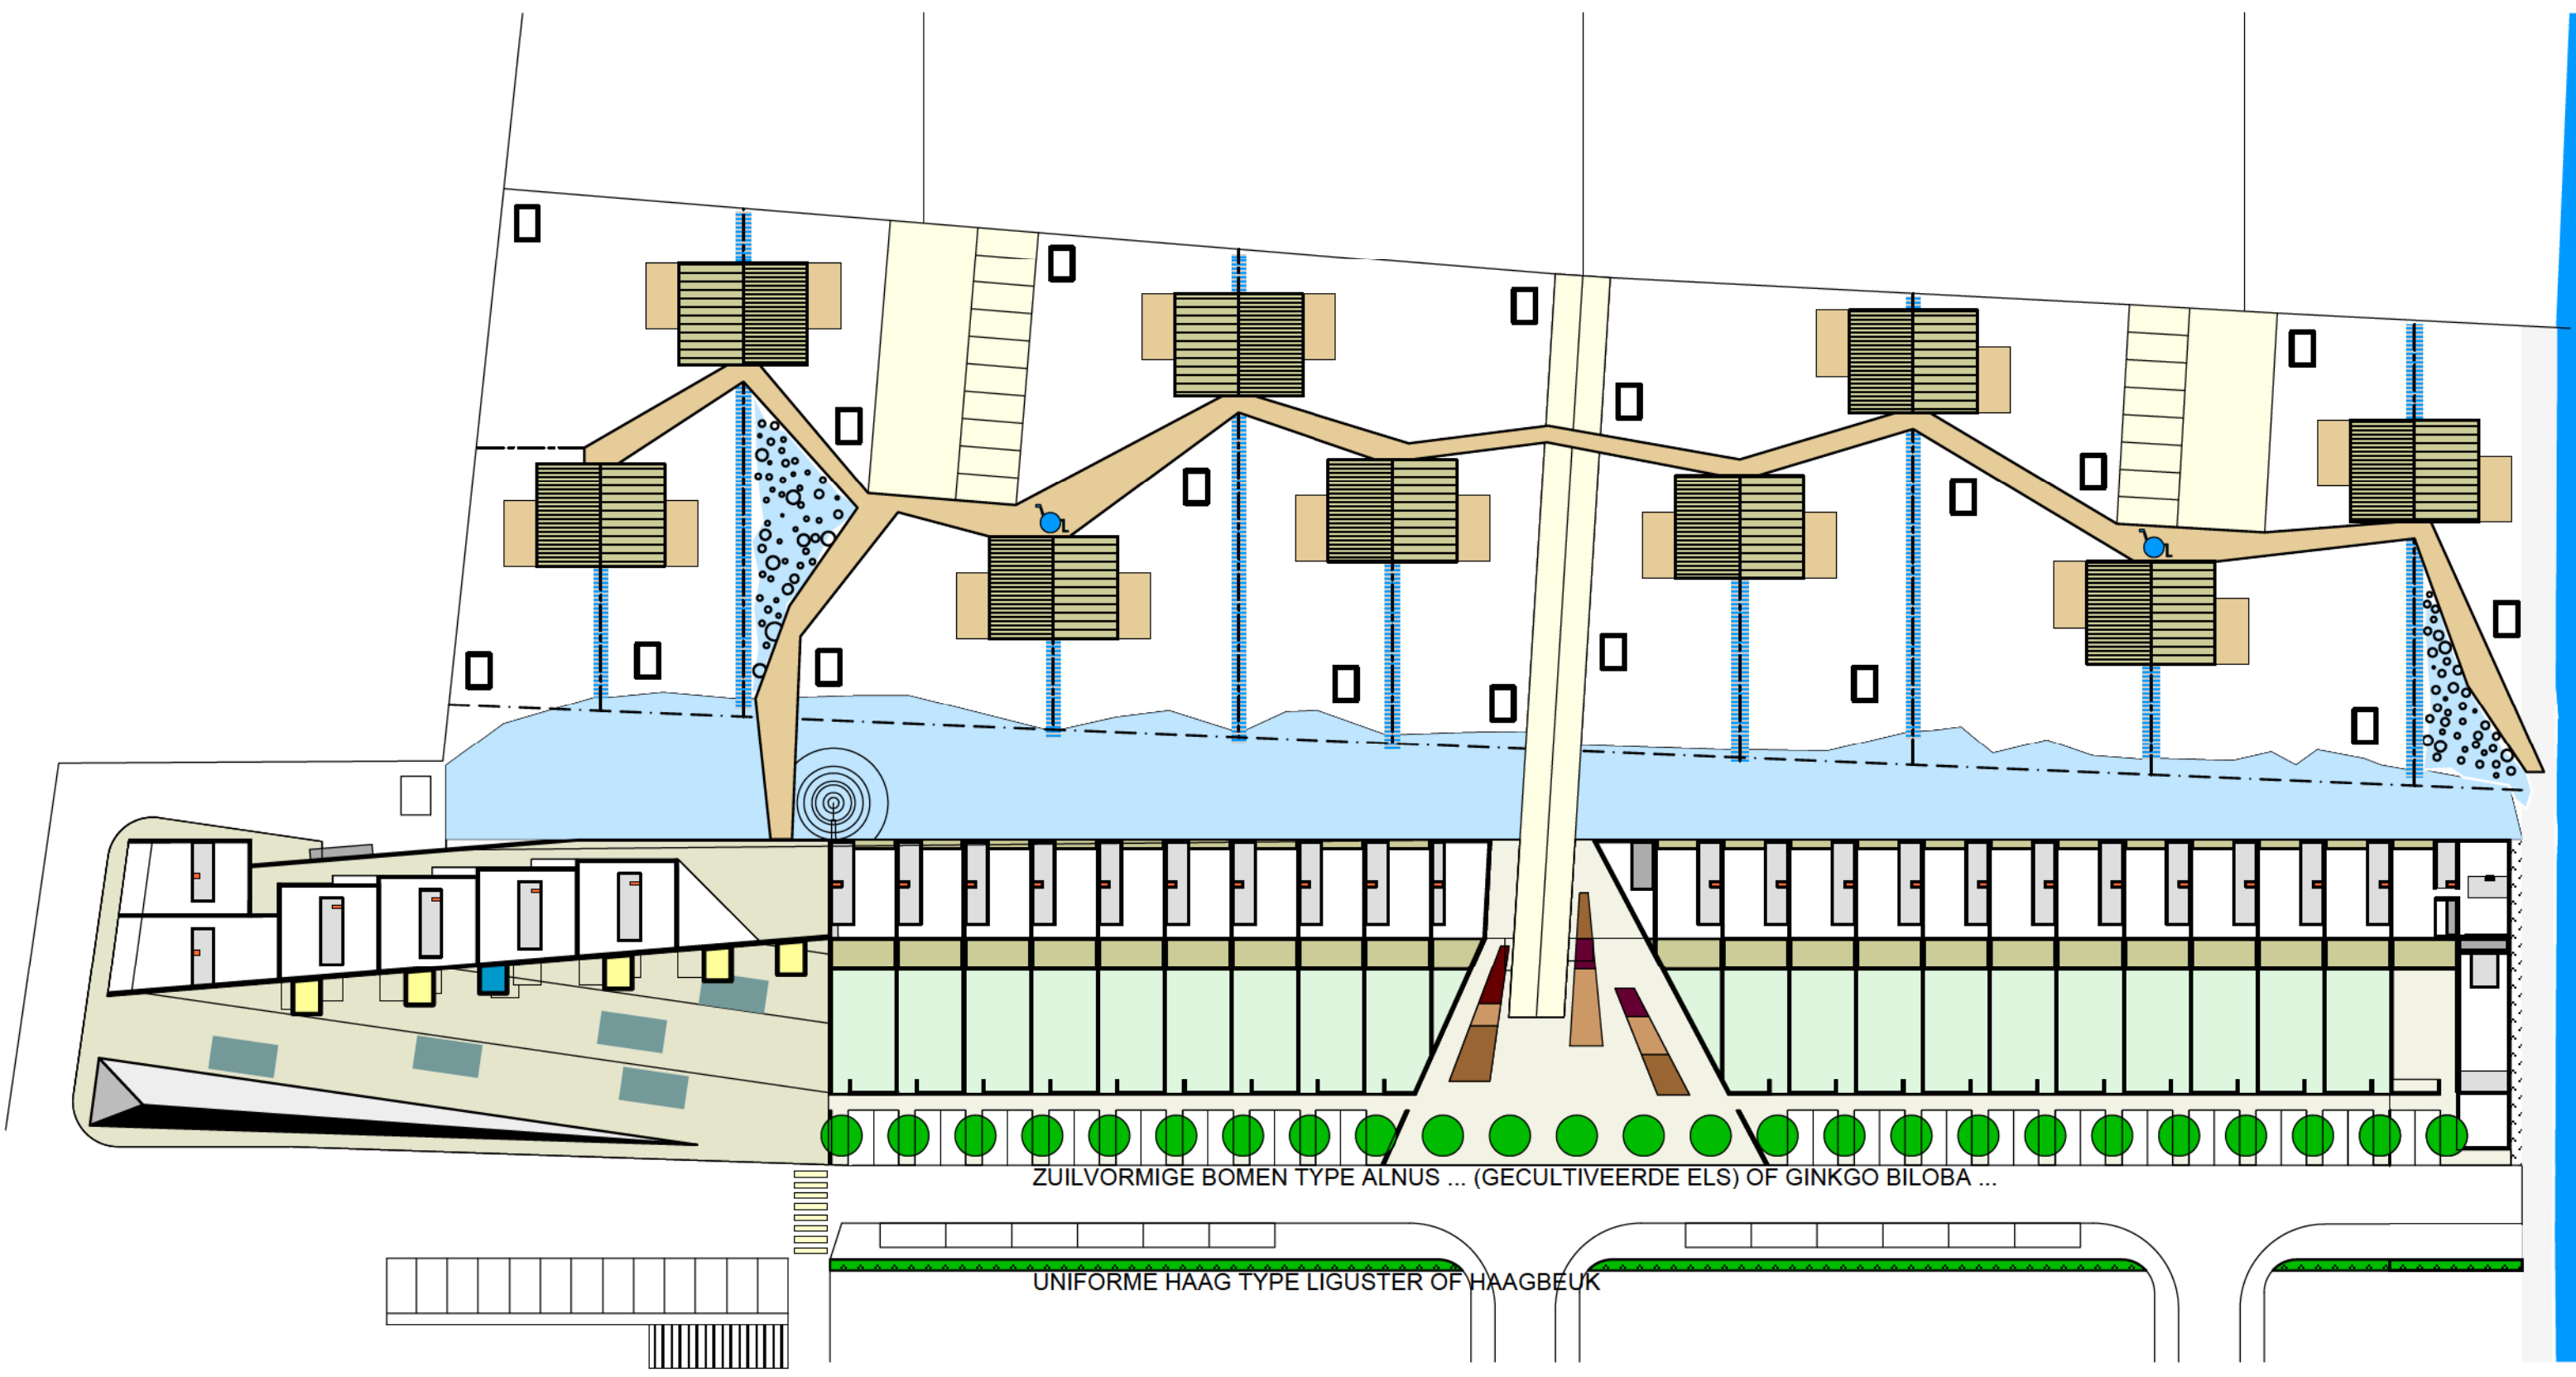 ZUILVORMIGE BOMEN TYPE ALNUS ... (GECULTIVEERDE ELS) OF GINKGO BILOBA ...
UNIFORME HAAG TYPE LIGUSTER OF HAAGBEUK